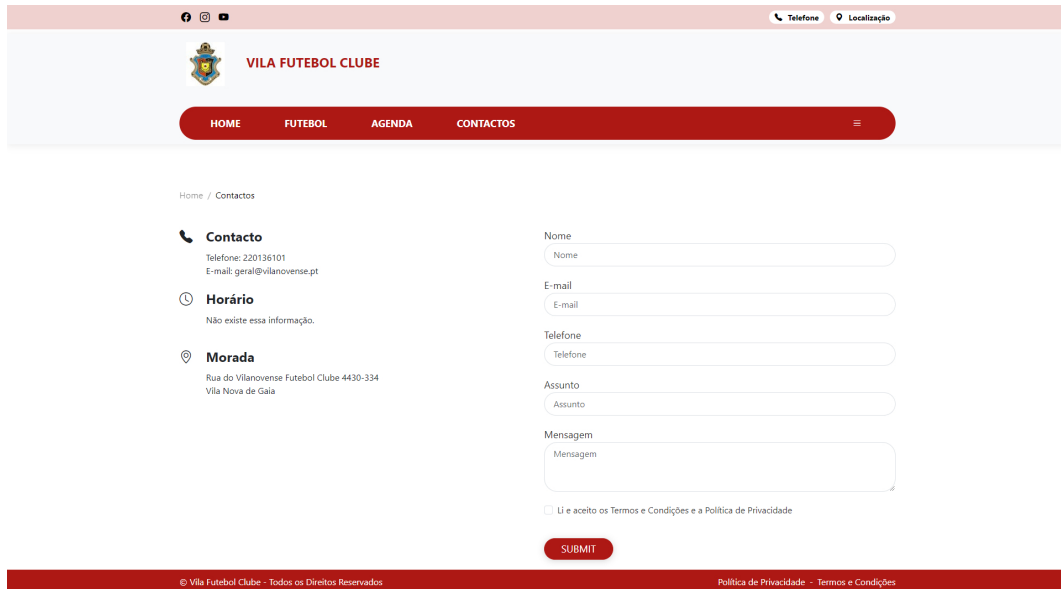 Telefone
Localização
VILA FUTEBOL CLUBE
HOME FUTEBOL AGENDA CONTACTOS
Home / Contactos
Contacto
Telefone: 220136101
E-mail: geral@vilanovense.pt
Horário
Não existe essa informação.
Morada
Rua do Vilanovense Futebol Clube 4430-334
Vila Nova de Gaia
Nome
Nome
E-mail
E-mail
Telefone
Telefone
Assunto
Assunto
Mensagem
Mensagem
Li e aceito os Termos e Condições e a Política de Privacidade
SUBMIT
© Vila Futebol Clube - Todos os Direitos Reservados
Política de Privacidade - Termos e Condições